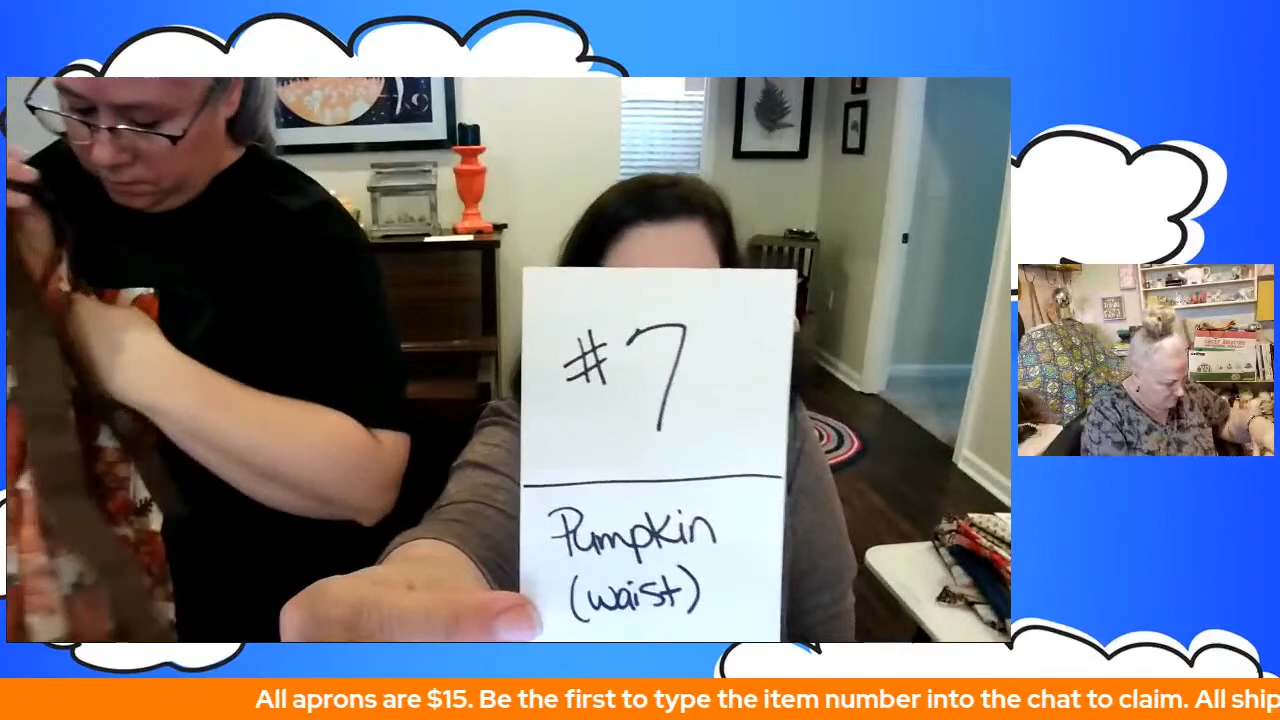 #7
Pumpkin
(waist)
All aprons are $15. Be the first to type the item number into the chat to claim. All ship